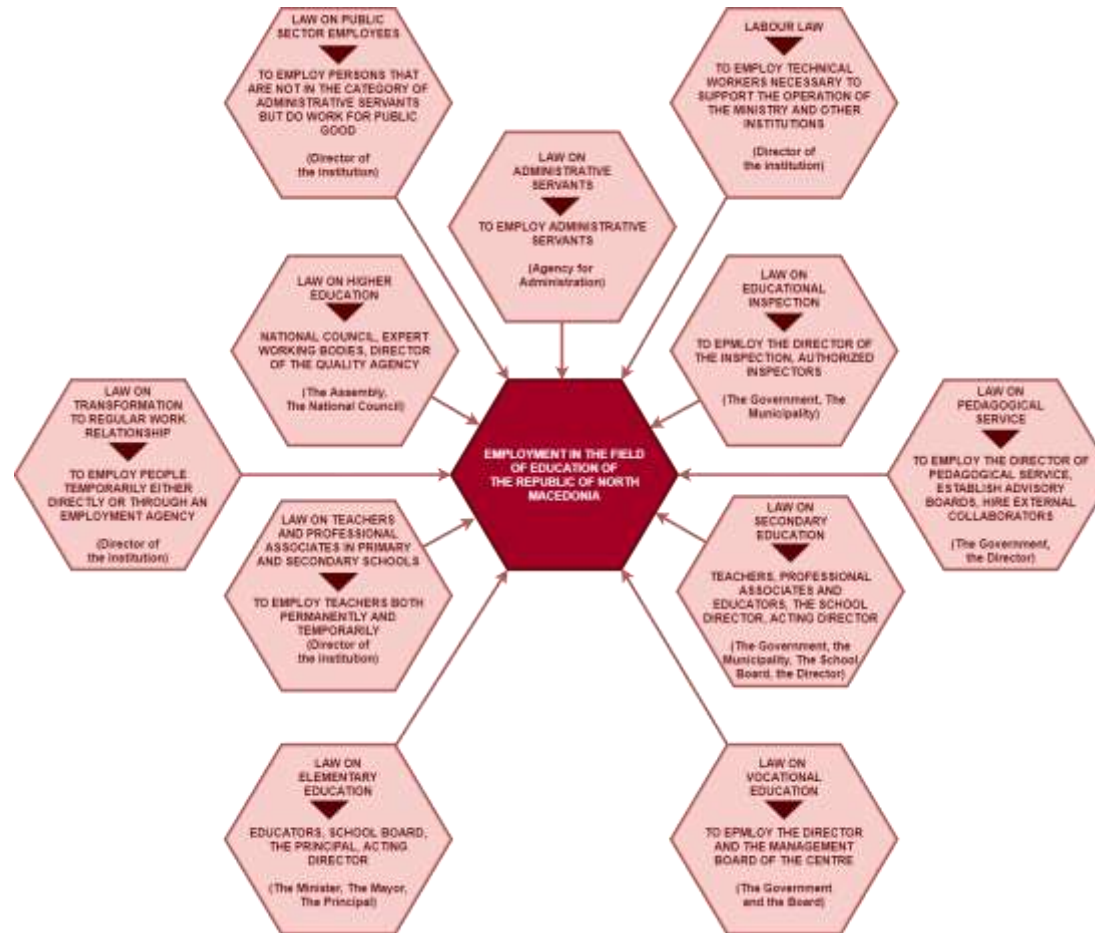 LAW ON PUBLIC
SECTOR EMPLOYEES
TO EMPLOY PERSONS THAT
ARE NOT IN THE CATEGORY OF
ADMINISTRATIVE SERVANTS
BUT DO WORK FOR PUBLIC
GOOD
(Director of
the institution)
LABOUR LAW
TO EMPLOY TECHNICAL
WORKERS NECESSARY TO
SUPPORT THE OPERATION OF
THE MINISTRY AND OTHER
INSTITUTIONS
(Director of
the institution)
LAW ON
ADMINISTRATIVE
SERVANTS
TO EMPLOY ADMINISTRATIVE
SERVANTS
(Agency for
Administration)
LAW ON HIGHER
EDUCATION
NATIONAL COUNCIL, EXPERT
WORKING BODIES, DIRECTOR
OF THE QUALITY AGENCY
(The Assembly,
The National Council)
LAW ON
EDUCATIONAL
INSPECTION
TO EPMLOY THE DIRECTOR OF
THE INSPECTION, AUTHORIZED
INSPECTORS
(The Government, The
Municipality)
LAW ON
TRANSFORMATION
TO REGULAR WORK
RELATIONSHIP
TO EMPLOY PEOPLE
TEMPORARILY EITHER
DIRECTLY OR THROUGH AN
EMPLOYMENT AGENCY
(Director of
the institution)
EMPLOYMENT IN THE FIELD
OF EDUCATION OF
THE REPUBLIC OF NORTH
MACEDONIA
LAW ON
PEDAGOGICAL
SERVICE
TO EMPLOY THE DIRECTOR OF
PEDAGOGICAL SERVICE,
ESTABLISH ADVISORY
BOARDS, HIRE EXTERNAL
COLLABORATORS
(The Government,
the Director)
LAW ON TEACHERS
AND PROFESSIONAL
ASSOCIATES IN PRIMARY
AND SECONDARY SCHOOLS
TO EMPLOY TEACHERS BOTH
PERMANENTLY AND
TEMPORARILY
(Director of
the institution)
LAW ON
SECONDARY
EDUCATION
TEACHERS, PROFESSIONAL
ASSOCIATES AND
EDUCATORS, THE SCHOOL
DIRECTOR, ACTING DIRECTOR
(The Government, the
Municipality, The School
Board, the Director)
LAW ON
ELEMENTARY
EDUCATION
EDUCATORS, SCHOOL BOARD,
THE PRINCIPAL, ACTING
DIRECTOR
(The Minister, The Mayor,
The Principal)
LAW ON
VOCATIONAL
EDUCATION
TO EPMLOY THE DIRECTOR
AND THE MANAGEMENT
BOARD OF THE CENTRE
(The Government
and the Board)